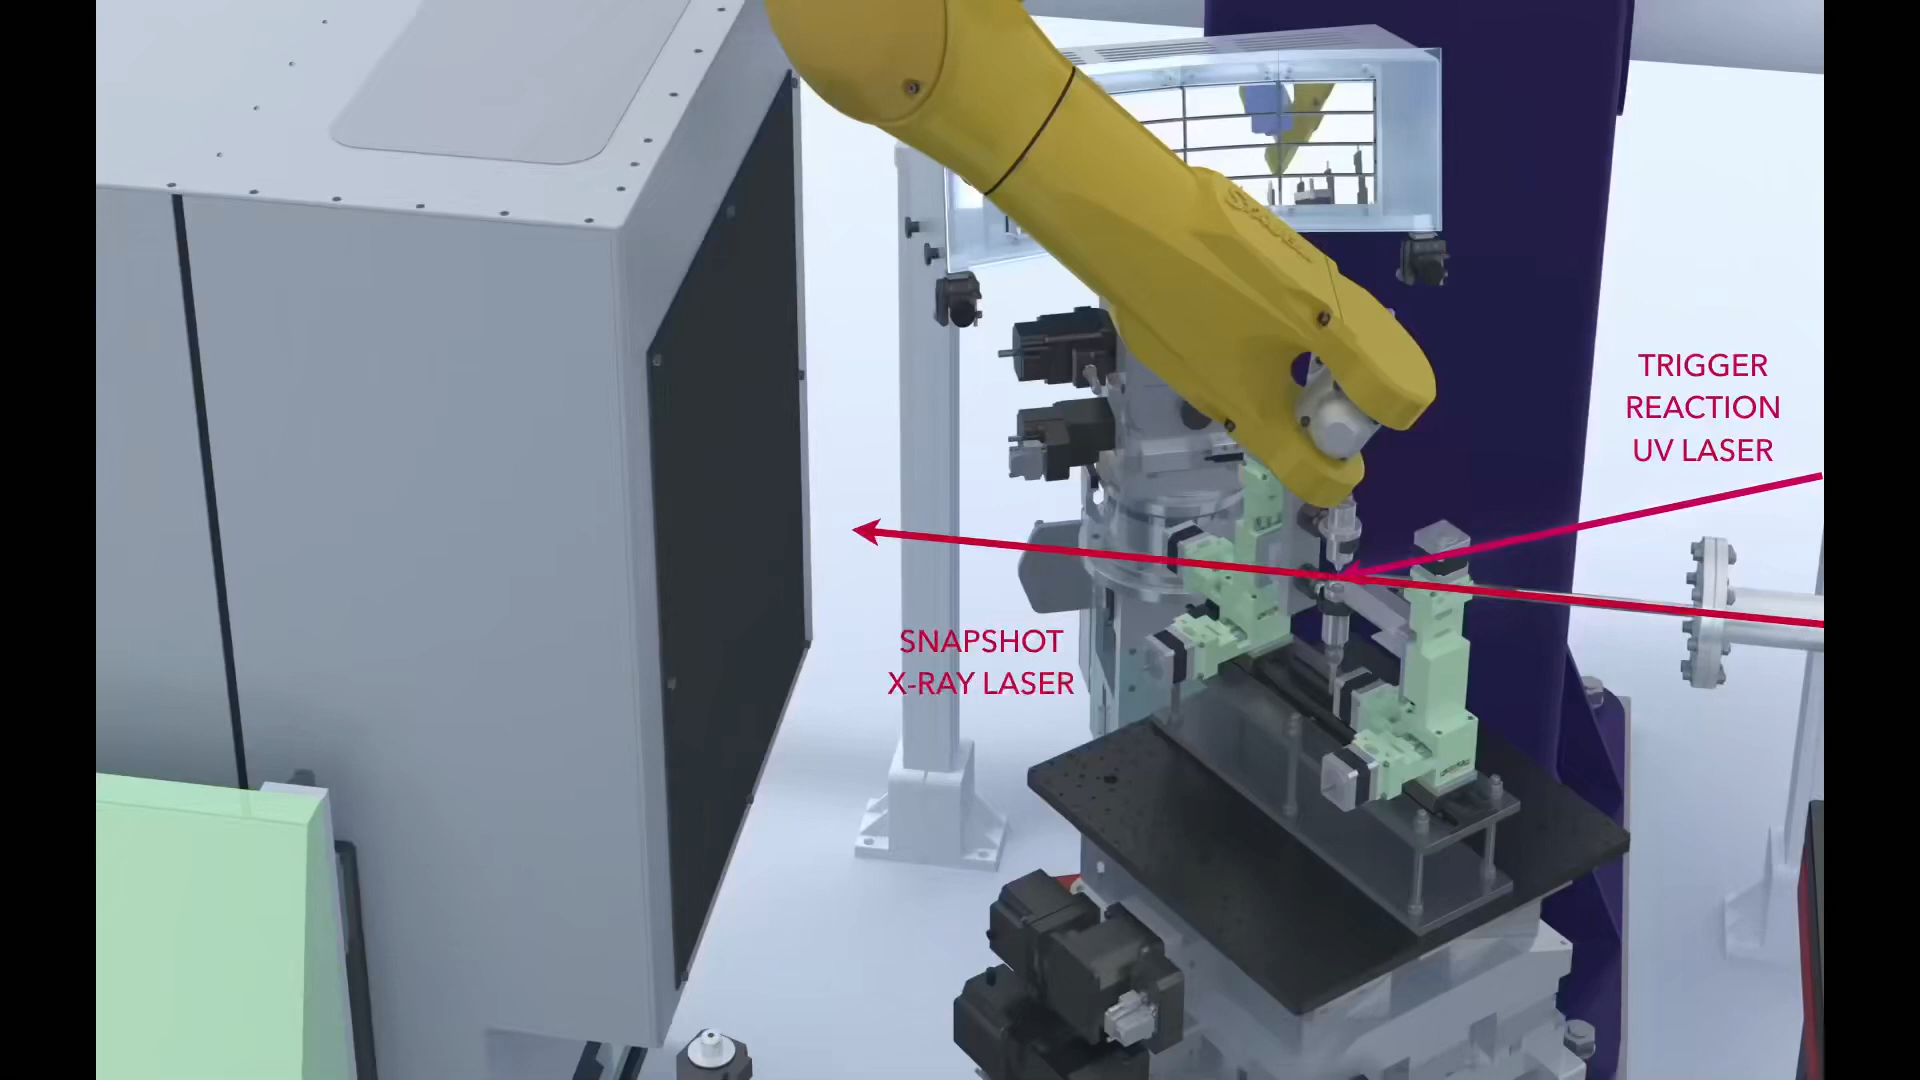 TRIGGER
REACTION
UV LASER
SNAPSHOT
X-RAY LASER